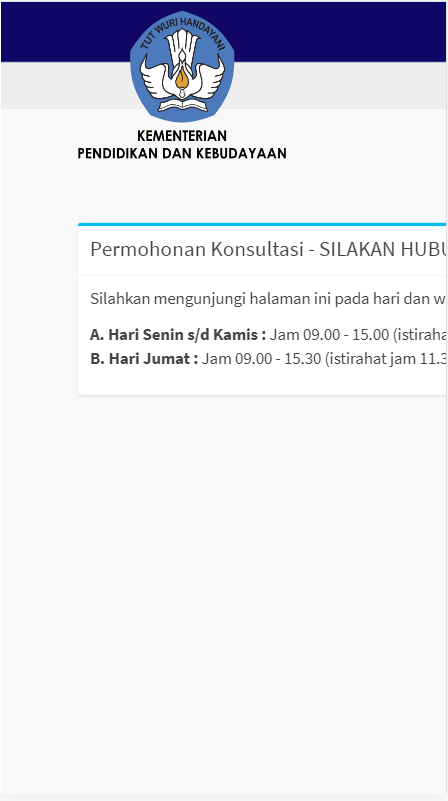 TUT WURI HANDAYANI
KEMENTERIAN
PENDIDIKAN DAN KEBUDAYAAN
Permohonan Konsultasi - SILAKAN HUBU
Silahkan mengunjungi halaman ini pada hari dan w
A. Hari Senin s/d Kamis : Jam 09.00 - 15.00 (istiraha
B. Hari Jumat : Jam 09.00 - 15.30 (istirahat jam 11.3